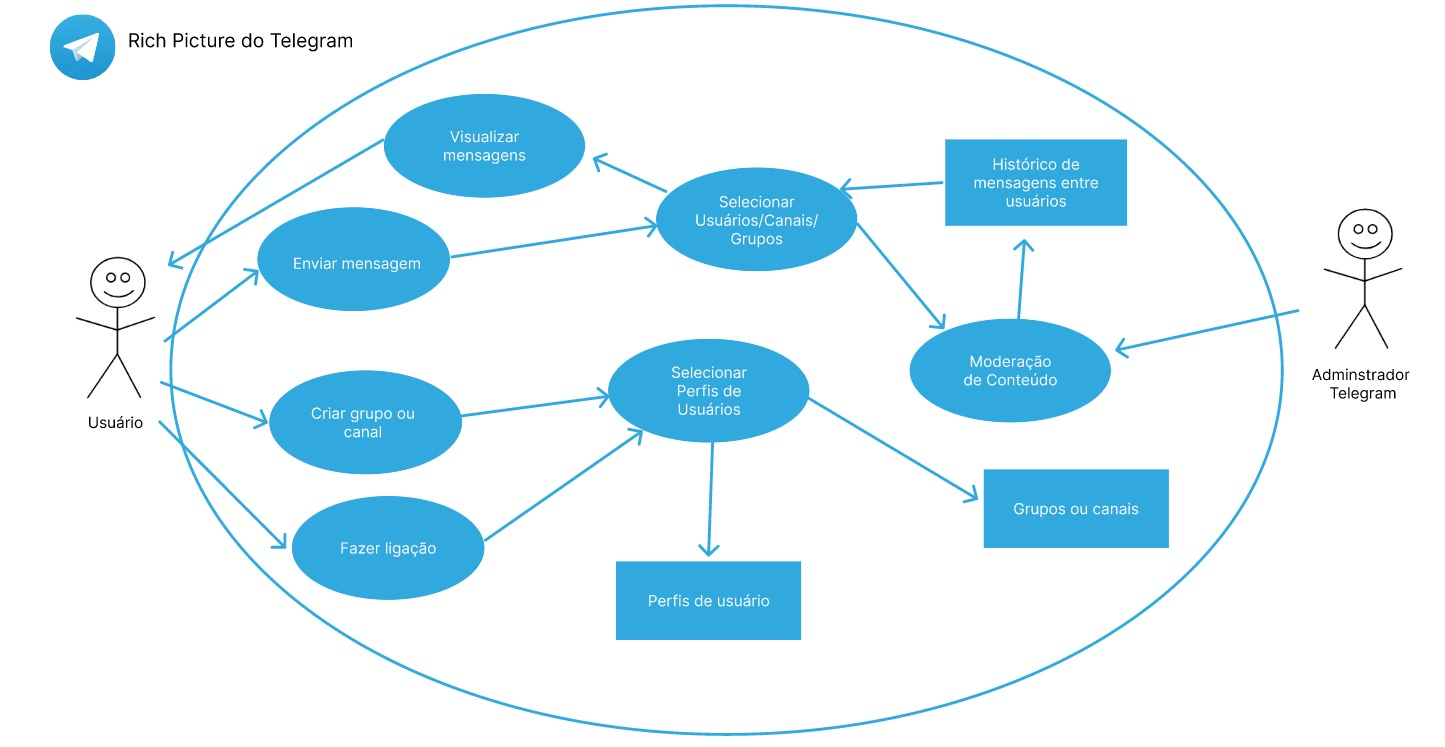 Rich Picture do Telegram
Visualizar
mensagens
Histórico de
mensagens entre
usuários
Selecionar
Usuários/Canais/
Grupos
Enviar mensagem
Usuário
Moderação
de Conteúdo
Adminstrador
Telegram
Selecionar
Perfis de
Usuários
Criar grupo ou
canal
Grupos ou canais
Fazer ligação
Perfis de usuário